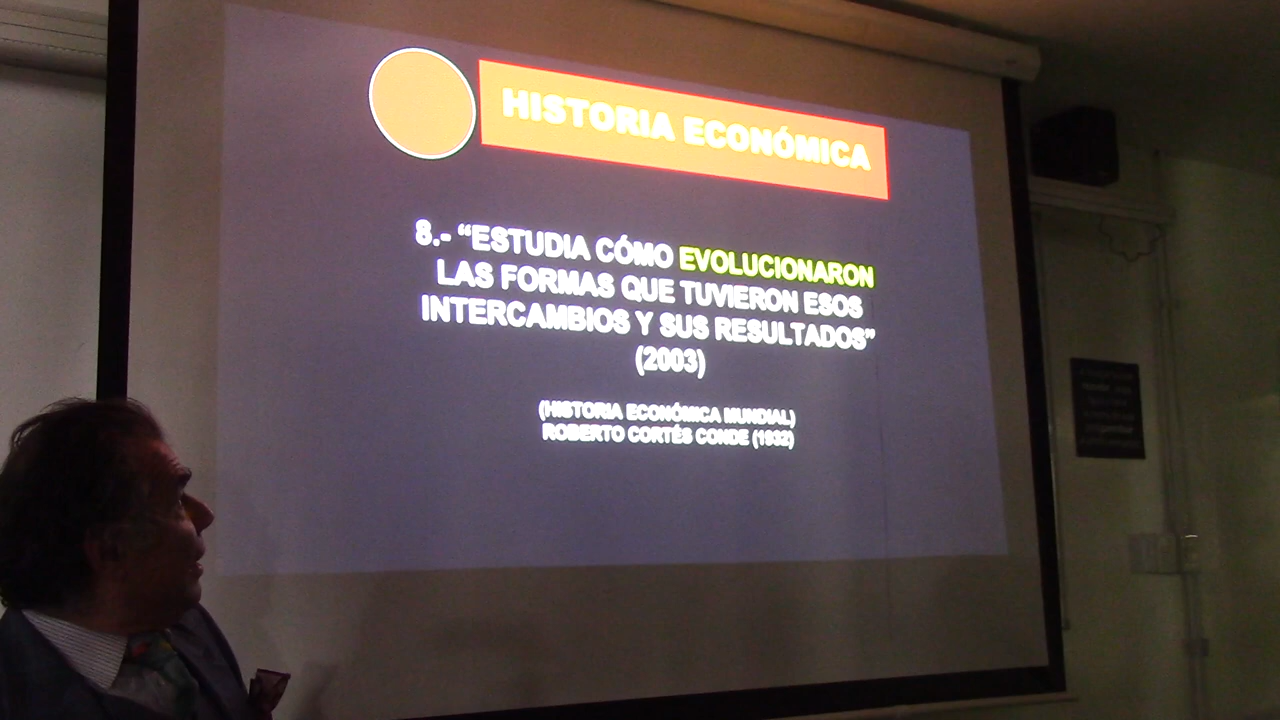 HISTORIA ECONÓMICA
8.- “ESTUDIA CÓMO EVOLUCIONARON
LAS FORMAS QUE TUVIERON ESOS
INTERCAMBIOS Y SUS RESULTADOS”
(2003)
(HISTORIA ECONÓMICA MUNDIAL)
ROBERTO CORTÉS CONDE (1932)